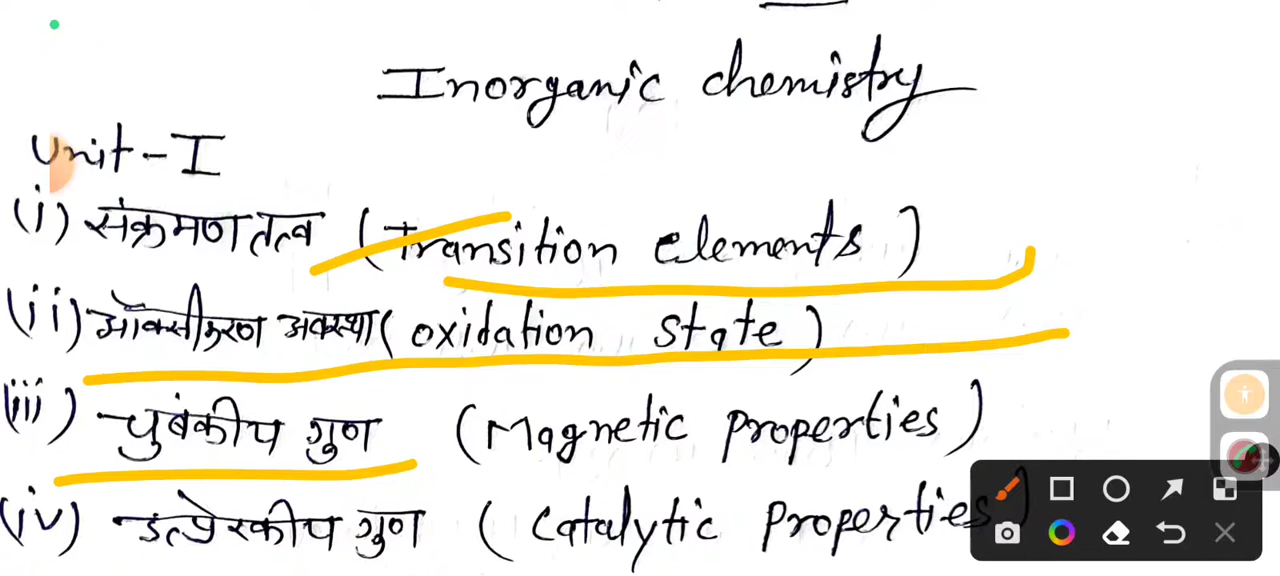 Inorganic chemistry
Unit - I
(i) संक्रमण तत्व (Transition elements)
(ii) ऑक्सीकरण अवस्था (oxidation state)
(iii) चुबंकीय गुण (Magnetic properties)
(iv) उत्प्रेरकीय गुण (Catalytic properties)